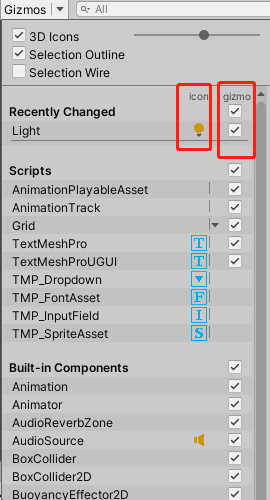 Gizmos All
3D Icons
Selection Outline
Selection Wire
icon gizmo
Recently Changed
Light
Scripts
AnimationPlayableAsset
AnimationTrack
Grid
TextMeshPro T
TextMeshProUGUI T
TMP_Dropdown
TMP_FontAsset F
TMP_InputField I
TMP_SpriteAsset S
Built-in Components
Animation
Animator
AudioReverbZone
AudioSource
BoxCollider
BoxCollider2D
BuoyancyEffector2D